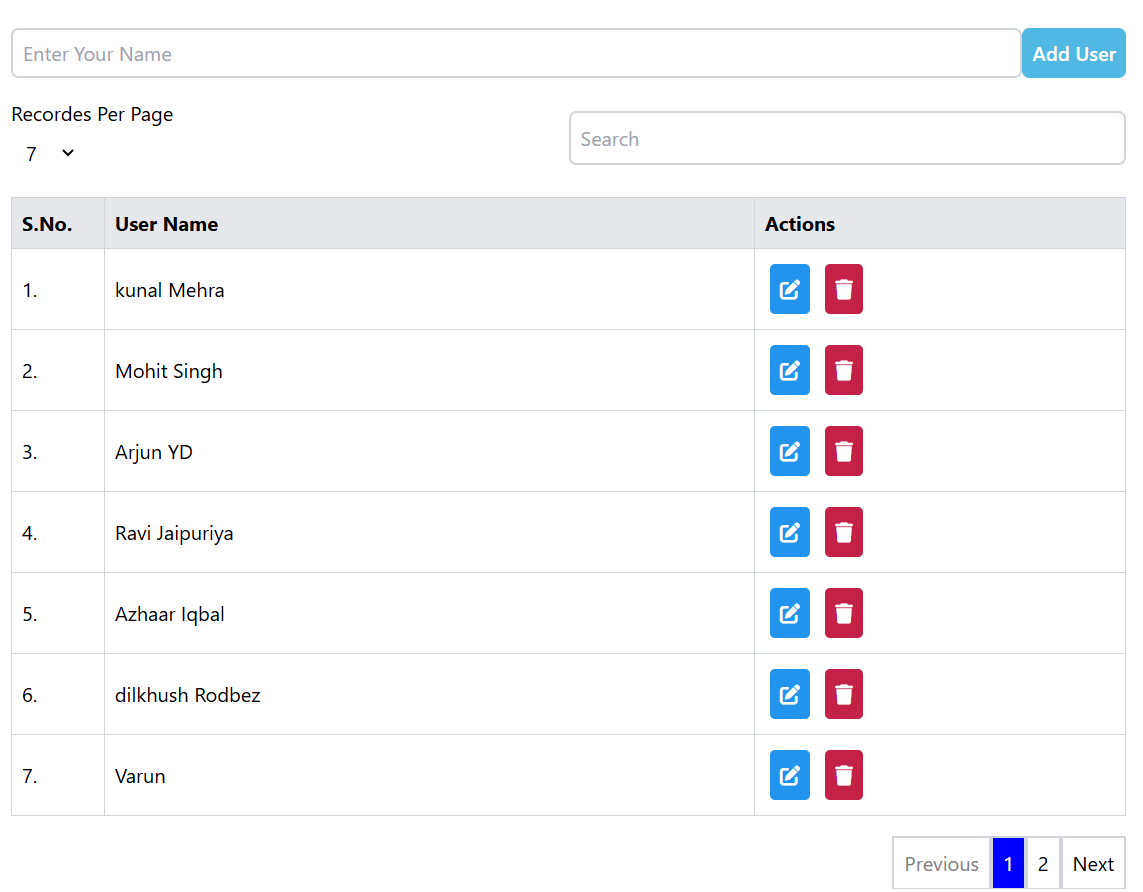 Enter Your Name
Add User
Recordes Per Page
7
Search
S.No. User Name Actions
1. kunal Mehra
2. Mohit Singh
3. Arjun YD
4. Ravi Jaipuriya
5. Azhaar Iqbal
6. dilkhush Rodbez
7. Varun
Previous 1 2 Next